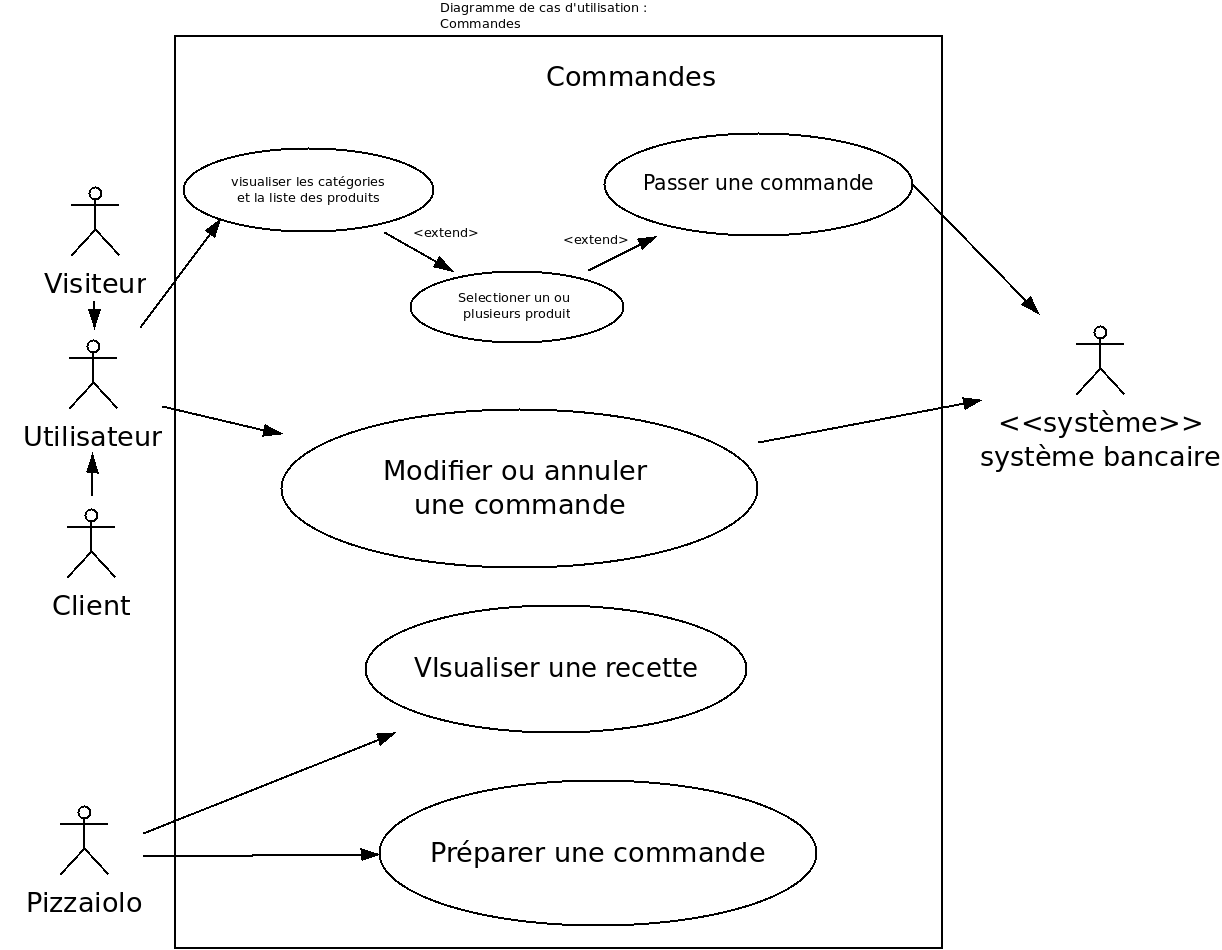 Diagramme de cas d'utilisation :
Commandes
Commandes
visualiser les catégories
et la liste des produits
Passer une commande
<extend>
<extend>
Visiteur
Selectioner un ou
plusieurs produit
Utilisateur
<<système>>
système bancaire
Modifier ou annuler
une commande
Client
VIsualiser une recette
Préparer une commande
Pizzaiolo